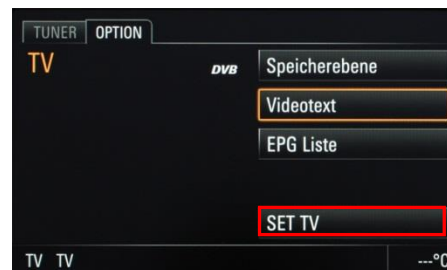 TUNER OPTION
TV DVB Speicherebene
Videotext
EPG Liste
SET TV
TV TV ---°C